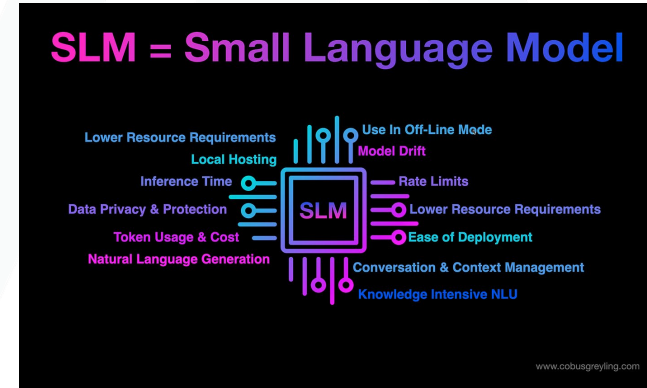 SLM = Small Language Model
Use In Off-Line Mode
Lower Resource Requirements
Model Drift
Local Hosting
Inference Time
Rate Limits
Data Privacy & Protection
SLM
Lower Resource Requirements
Token Usage & Cost
Ease of Deployment
Natural Language Generation
Conversation & Context Management
Knowledge Intensive NLU
www.cobusgreyling.com